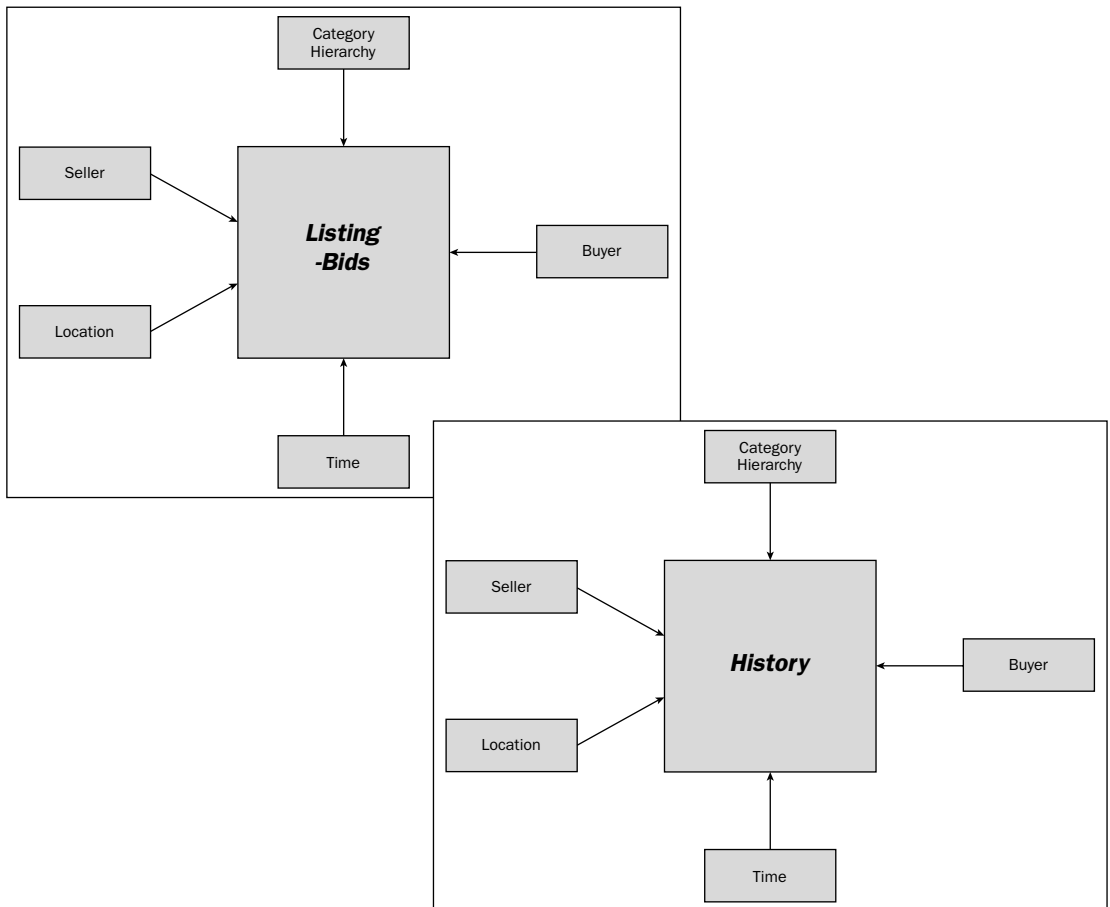 Category
Hierarchy
Seller
Listing
-Bids
Buyer
Location
Time
Category
Hierarchy
Seller
History
Buyer
Location
Time